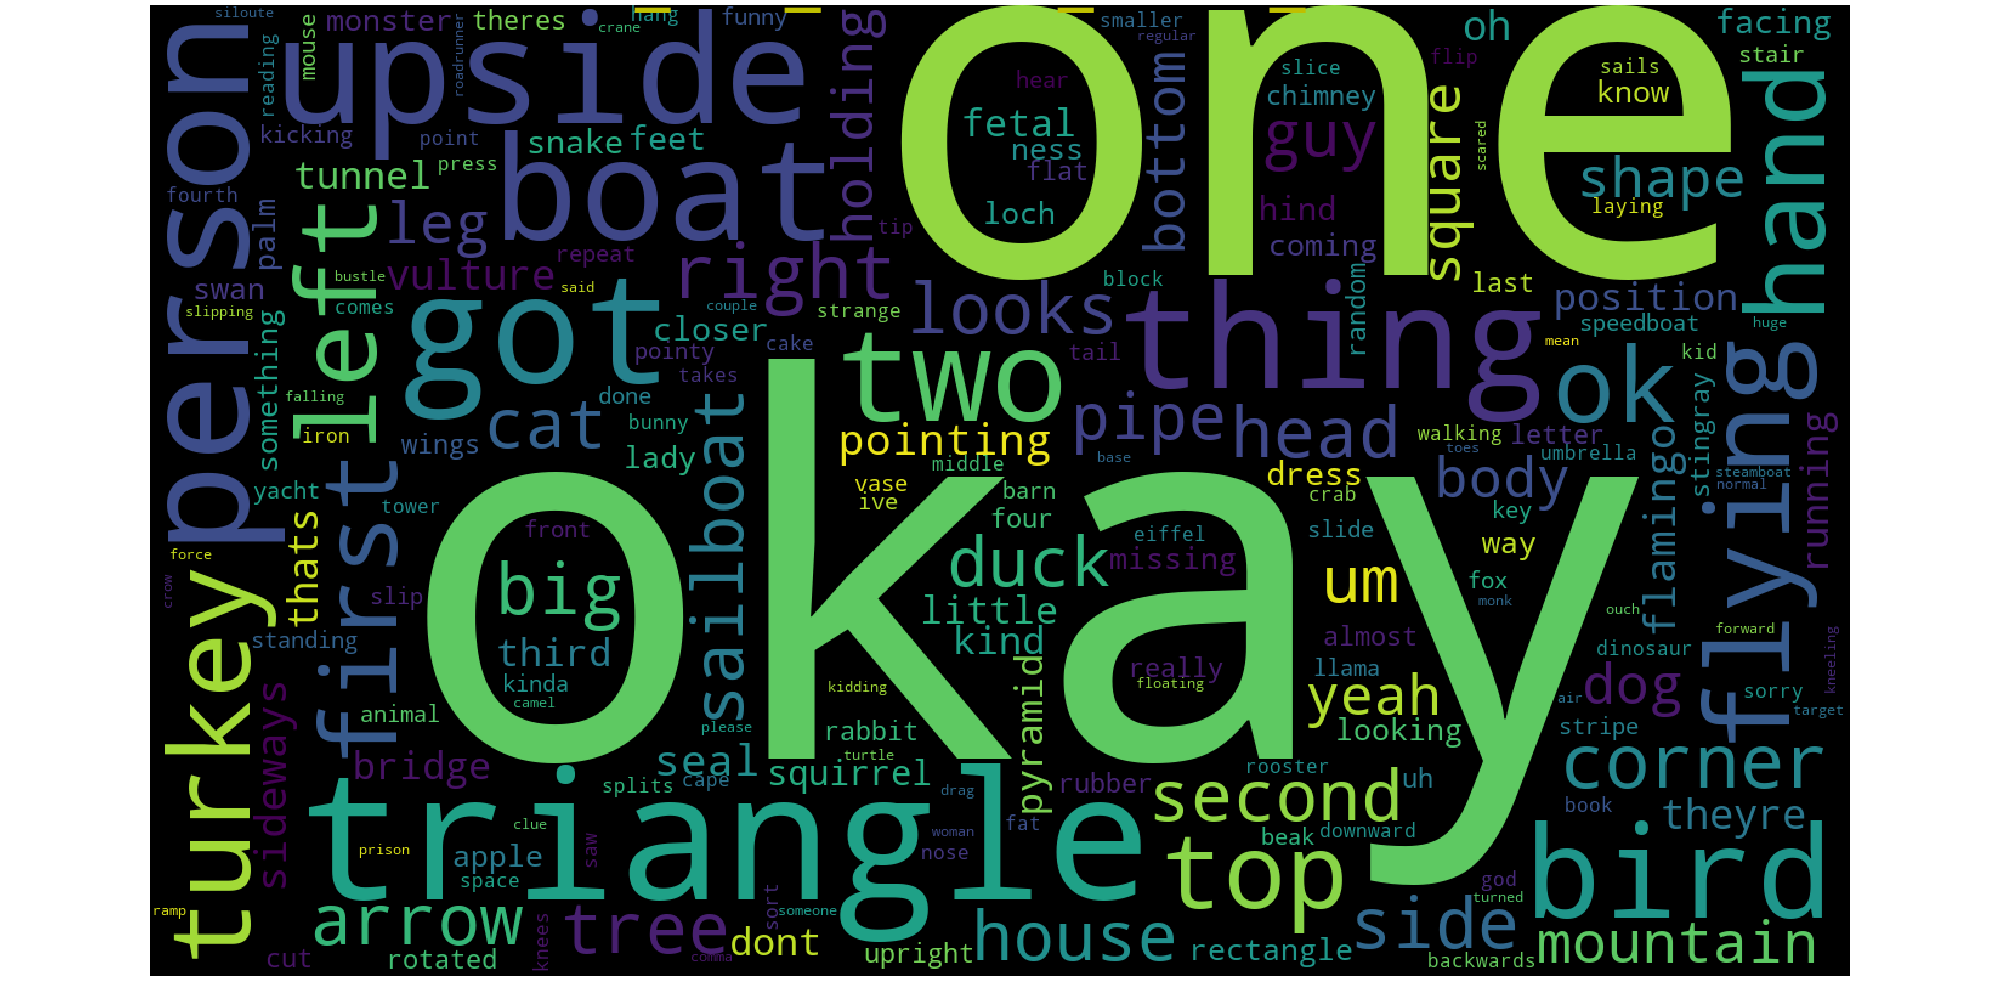 siloute
hang
crane
funny
smaller
regular
oh
facing
monster
theres
mouse
reading
roadrunner
upside
one
person
holding
hear
slice
flip
sails
stair
know
chimney
hand
kicking
point
snake
feet
fetal
ness
flat
bottom
guy
square
scared
shape
boat
press
tunnel
fourth
palm
left
leg
loch
hind
laying
tip
coming
repeat
right
vulture
bustle
said
swan
comes
slipping
got
couple
strange
looks
block
random
last
position
speedboat
huge
thing
something
closer
pointy
cake
takes
two
tail
mean
kid
ok
falling
done
iron
cat
wings
bunny
lady
sailboat
pointing
pipe
head
walking
letter
toes
umbrella
flamingo
stingray
flying
running
middle
base
yacht
tower
vase
ive
barn
four
dress
crab
body
steamboat
normal
key
okay
first
thats
force
front
eiffel
slide
way
big
duck
missing
um
fox
monk
crow
turkey
slip
little
kind
ouch
standing
third
almost
forward
dinosaur
kneeling
kinda
camel
kidding
pyramid
really
floating
llama
yeah
air
dog
sorry
target
sideways
animal
please
rabbit
turtle
looking
stripe
bridge
seal
cape
squirrel
splits
drag
rubber
rooster
uh
corner
book
triangle
second
theyre
clue
woman
fat
beak
downward
prison
apple
saw
nose
space
top
god
turned
bird
ramp
arrow
knees
tree
sort
someone
comma
dont
house
upright
rectangle
side
backwards
mountain
cut
rotated